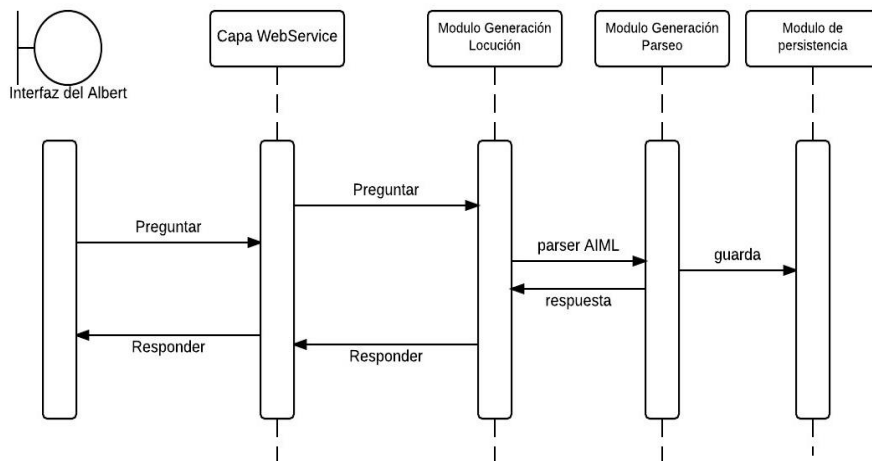 Interfaz del Albert
Capa WebService
Modulo Generación
Locución
Modulo Generación
Parseo
Modulo de
persistencia
Preguntar
Preguntar
parser AIML
guarda
respuesta
Responder
Responder